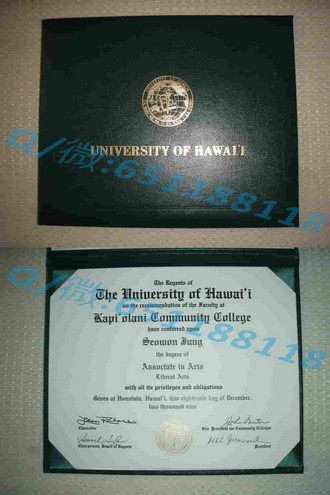 UNIVERSITY OF HAWAI'I
Q/微:651188118
The Regents of
The University of Hawai'i
on the recommendation of the Faculty at
Kapi'olani Community College
have conferred upon
Seowon Jung
the degree of
Associate in Arts
Liberal Arts
with all its privileges and obligations
Given at Honolulu, Hawai'i, this eighteenth day of December,
two thousand nine
Chancellor
Vice President for Community Colleges
Chairperson, Board of Regents
President
Q/微:651188118